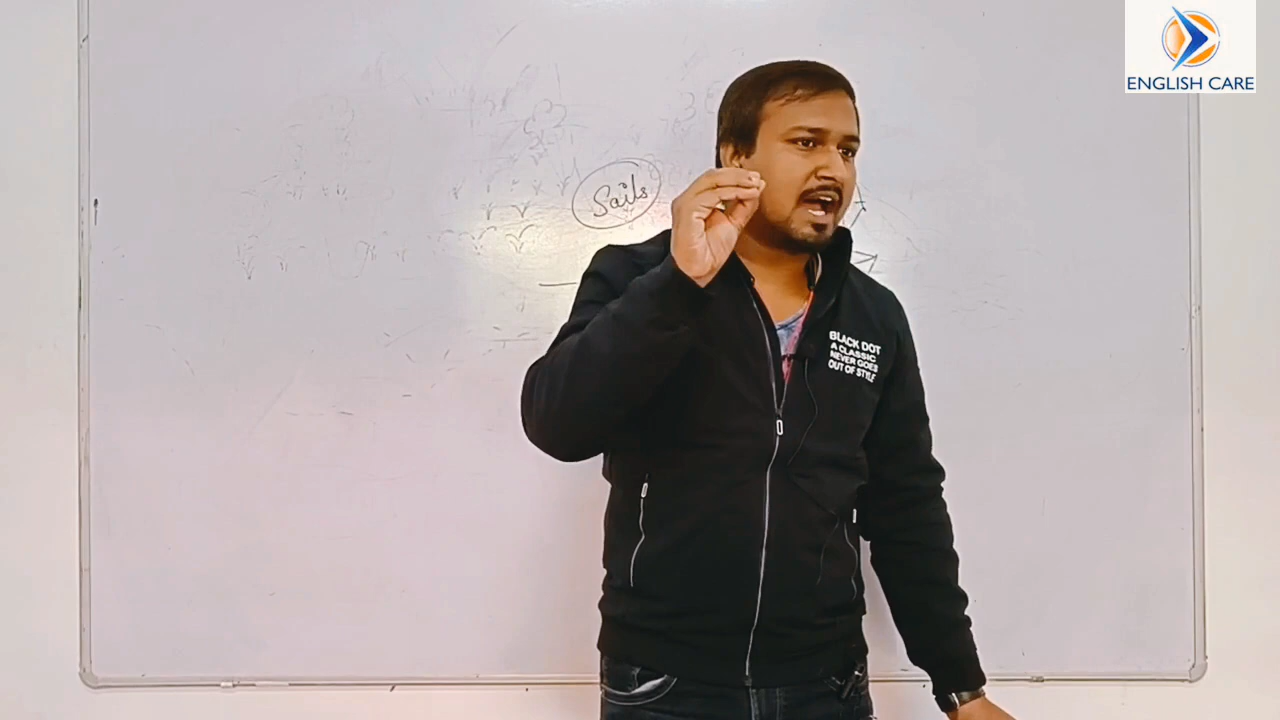 ENGLISH CARE
Sails
BLACK DOT
A CLASSIC
NEVER GOES
OUT OF STYLE